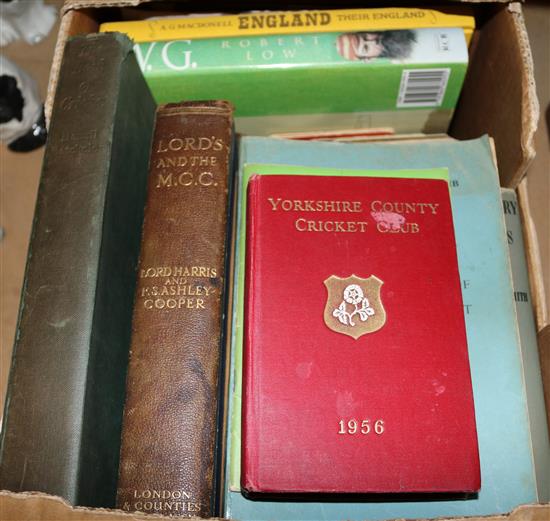 A.G. MACDONELL ENGLAND THEIR ENGLAND
W.G. ROBERT
LOW
LORD'S
AND THE
M.C.C.
LORD HARRIS
AND
F.S. ASHLEY-
COOPER
LONDON
& COUNTIES
YORKSHIRE COUNTY
CRICKET CLUB
1956